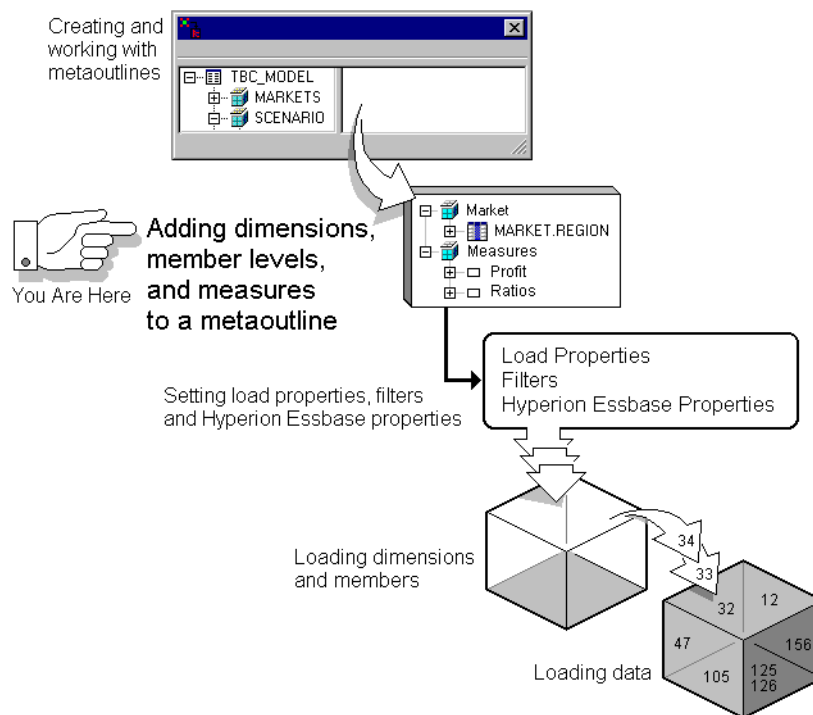 Creating and
working with
metaoutlines
TBC_MODEL
MARKETS
SCENARIO
You Are Here
Adding dimensions,
member levels,
and measures
to a metaoutline
Market
MARKET.REGION
Measures
Profit
Ratios
Setting load properties, filters
and Hyperion Essbase properties
Load Properties
Filters
Hyperion Essbase Properties
Loading dimensions
and members
34
33
32
12
47
156
105
125
126
Loading data